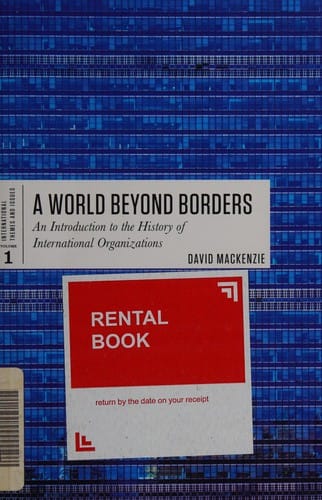 INTERNATIONAL
THEMES AND ISSUES
VOLUME
1
A WORLD BEYOND BORDERS
An Introduction to the History of
International Organizations
DAVID MACKENZIE
RENTAL
BOOK
return by the date on your receipt